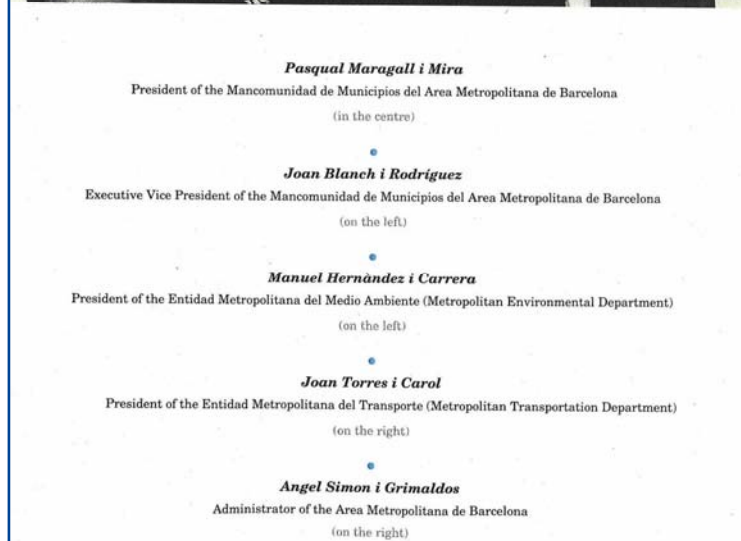 Pasqual Maragall i Mira
President of the Mancomunidad de Municipios del Area Metropolitana de Barcelona
(in the centre)
Joan Blanch i Rodríguez
Executive Vice President of the Mancomunidad de Municipios del Area Metropolitana de Barcelona
(on the left)
Manuel Hernàndez i Carrera
President of the Entidad Metropolitana del Medio Ambiente (Metropolitan Environmental Department)
(on the left)
Joan Torres i Carol
President of the Entidad Metropolitana del Transporte (Metropolitan Transportation Department)
(on the right)
Angel Simon i Grimaldos
Administrator of the Area Metropolitana de Barcelona
(on the right)